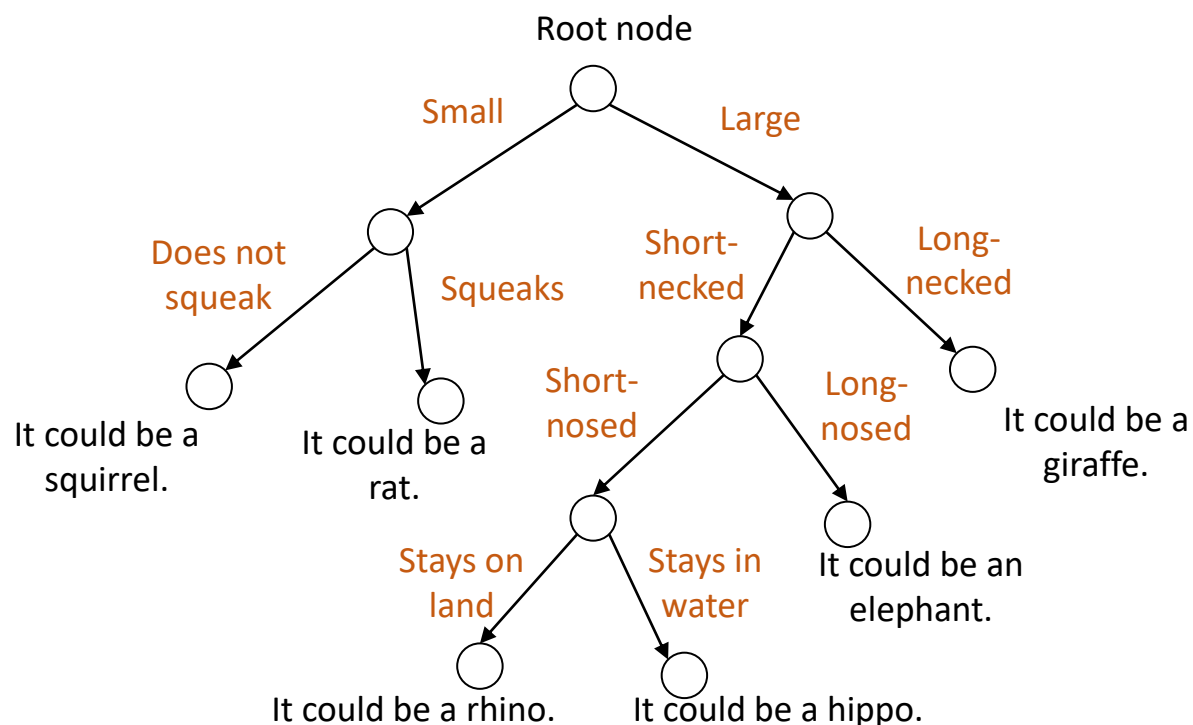 Root node
Small
Large
Does not
squeak
Squeaks
Short-
necked
Long-
necked
It could be a
squirrel.
It could be a
rat.
Short-
nosed
Long-
nosed
It could be a
giraffe.
Stays on
land
Stays in
water
It could be an
elephant.
It could be a rhino.
It could be a hippo.